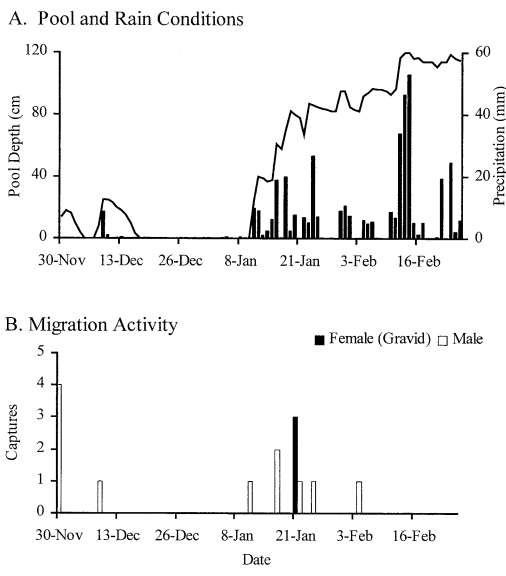 A. Pool and Rain Conditions
120
80
40
0
Pool Depth (cm
60
40
20
0
Precipitation (mm)
30-Nov 13-Dec 26-Dec 8-Jan 21-Jan 3-Feb 16-Feb
B. Migration Activity
Female (Gravid) Male
5
4
3
2
1
0
Captures
30-Nov 13-Dec 26-Dec 8-Jan 21-Jan 3-Feb 16-Feb
Date